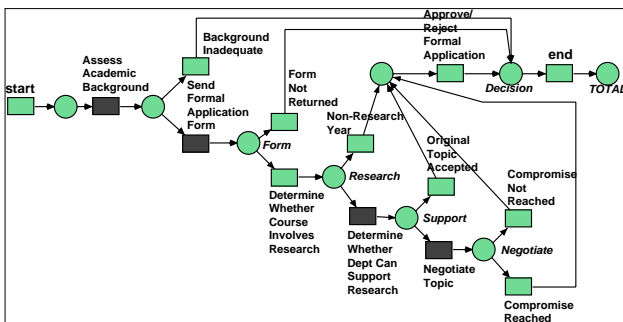 start
Assess
Academic
Background
Background
Inadequate
Send
Formal
Application
Form
Form
Not
Returned
Form
Determine
Whether
Course
Involves
Research
Non-Research
Year
Research
Determine
Whether
Dept Can
Support
Research
Original
Topic
Accepted
Support
Negotiate
Topic
Approve/
Reject
Formal
Application
Decision
end
TOTAL
Compromise
Not
Reached
Negotiate
Compromise
Reached